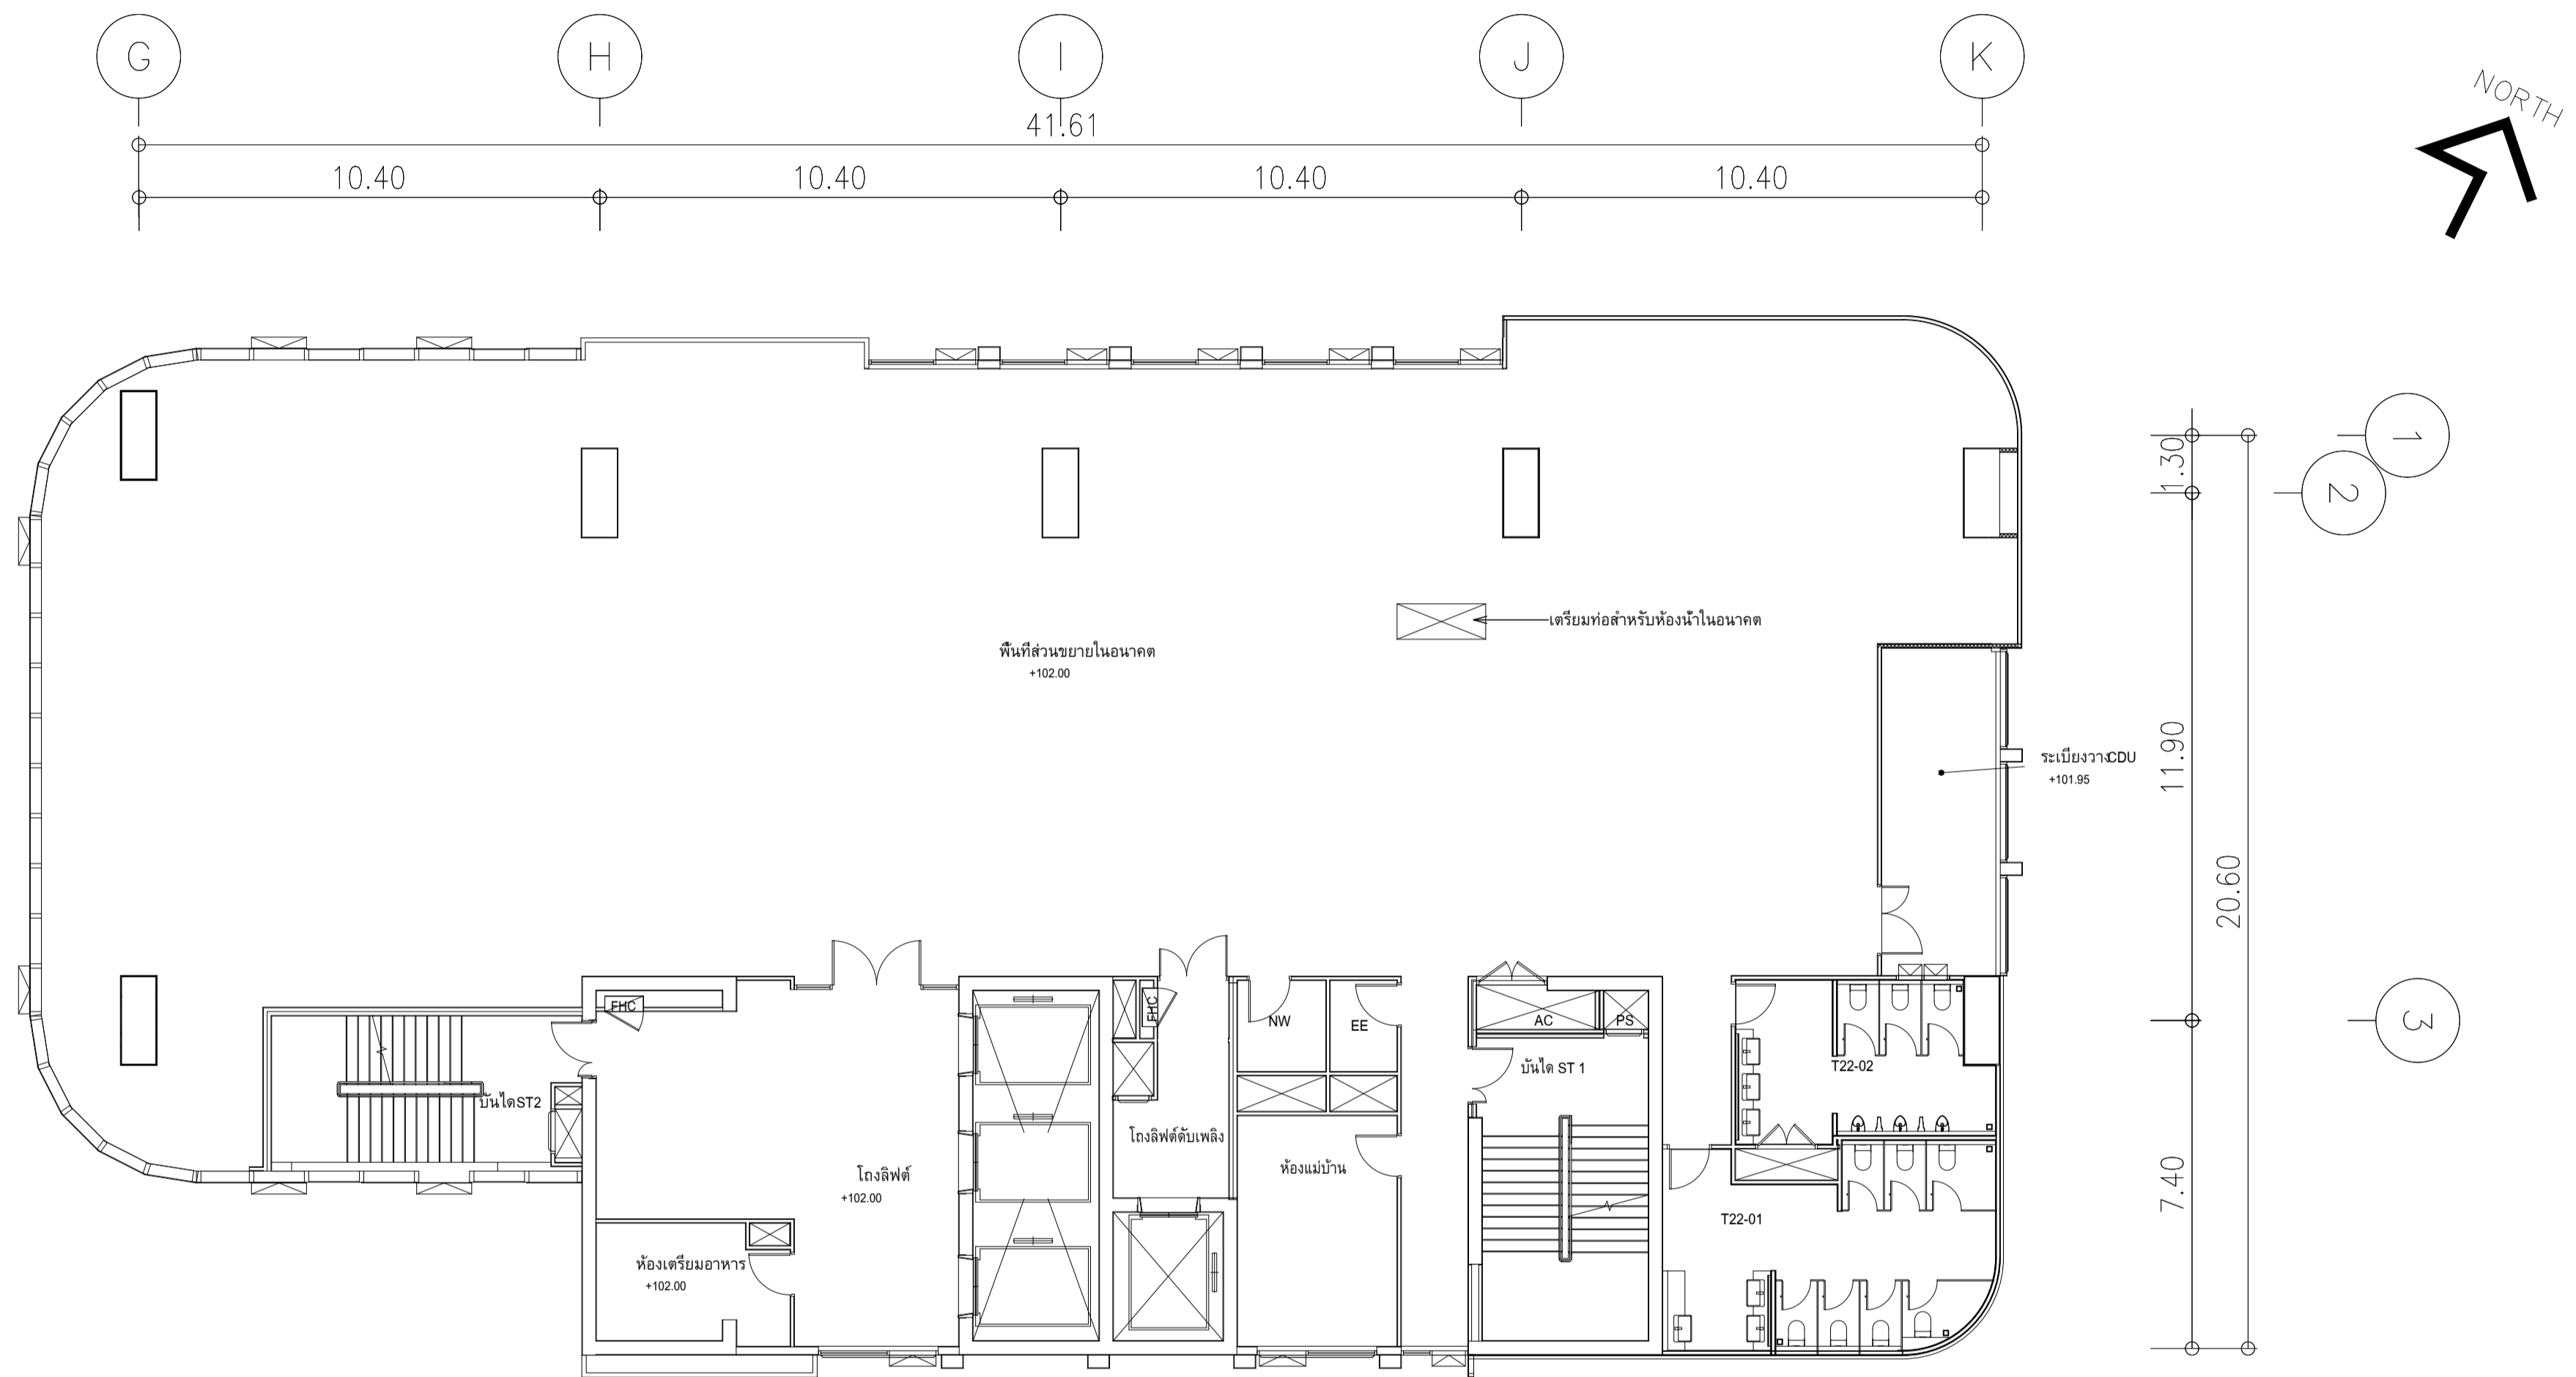 G
H
I
J
K
NORTH
41.61
10.40
10.40
10.40
10.40
1
2
1.30
เตรียมท่อสำหรับห้องน้ำในอนาคต
พื้นที่ส่วนขยายในอนาคต
+102.00
11.90
ระเบียงวางCDU
+101.95
20.60
FHC
FHC
NW
EE
AC
PS
3
บันได ST 1
T22-02
บันไดST2
โถงลิฟต์ดับเพลิง
โถงลิฟต์
+102.00
ห้องแม่บ้าน
7.40
T22-01
ห้องเตรียมอาหาร
+102.00